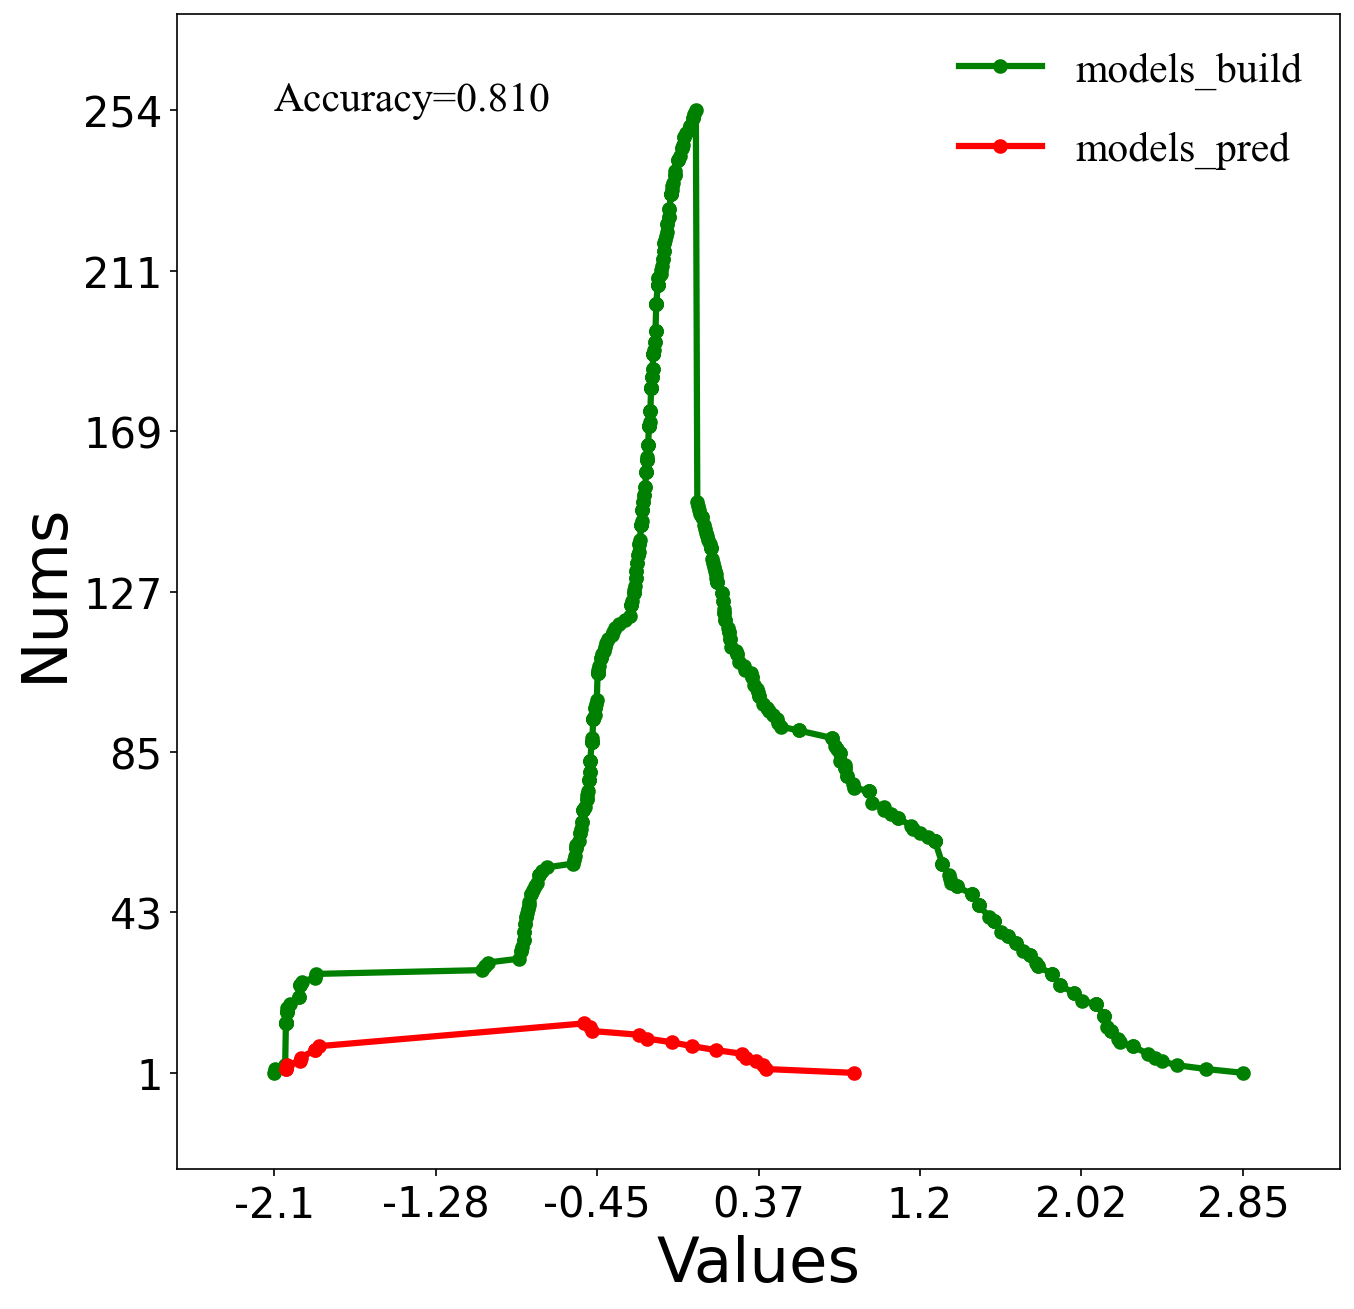 Accuracy=0.810
models_build
models_pred
Nums
254
211
169
127
85
43
1
-2.1 -1.28 -0.45 0.37 1.2 2.02 2.85
Values